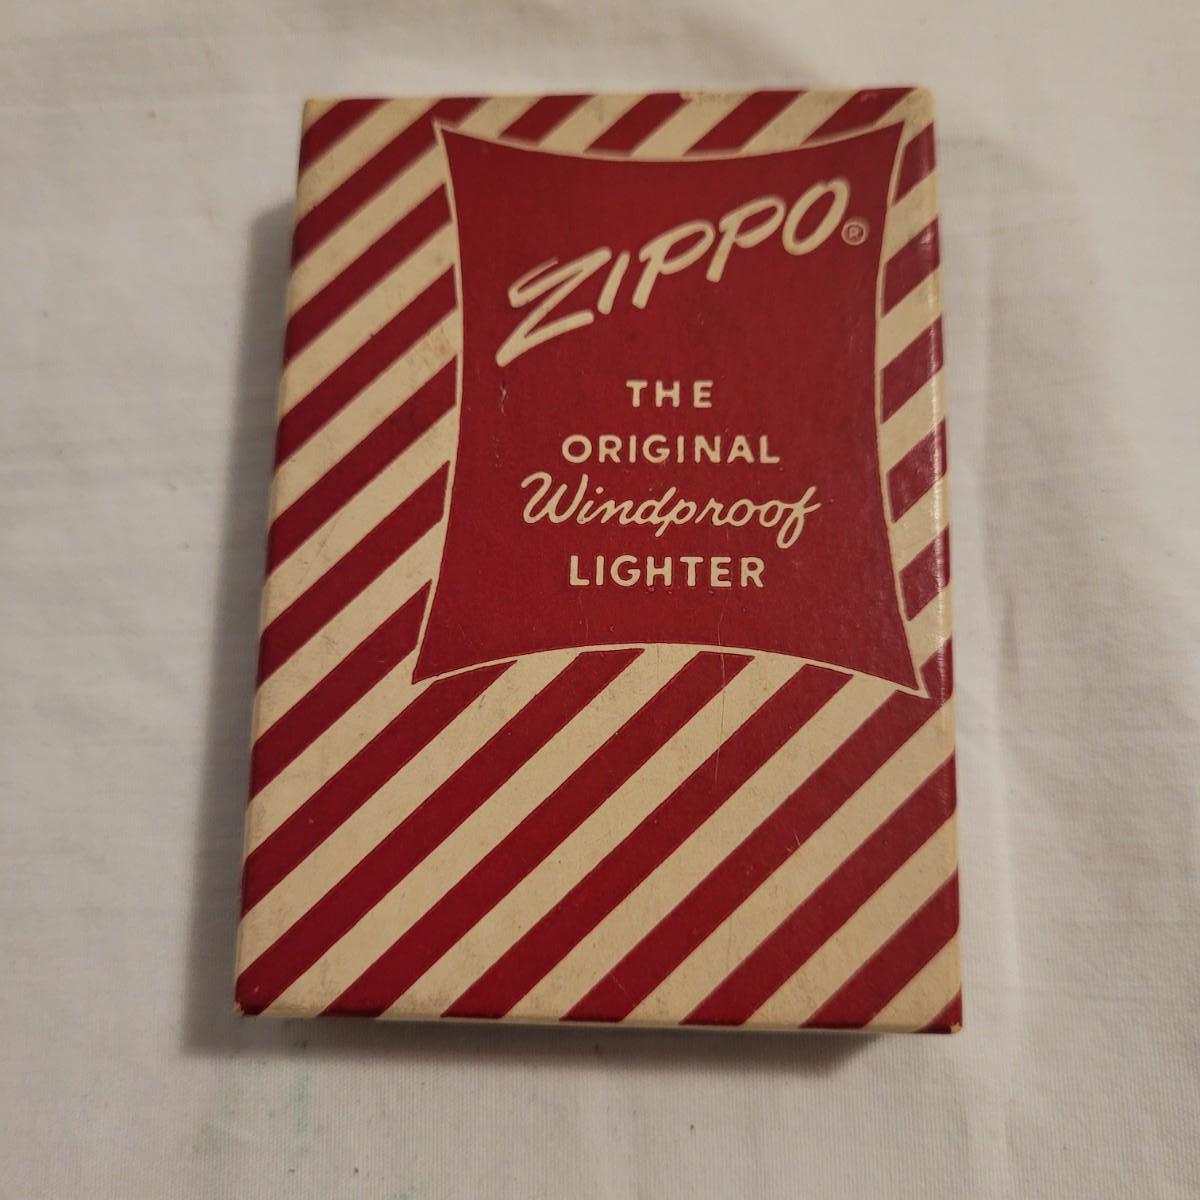 ZIPPO®
THE
ORIGINAL
Windproof
LIGHTER